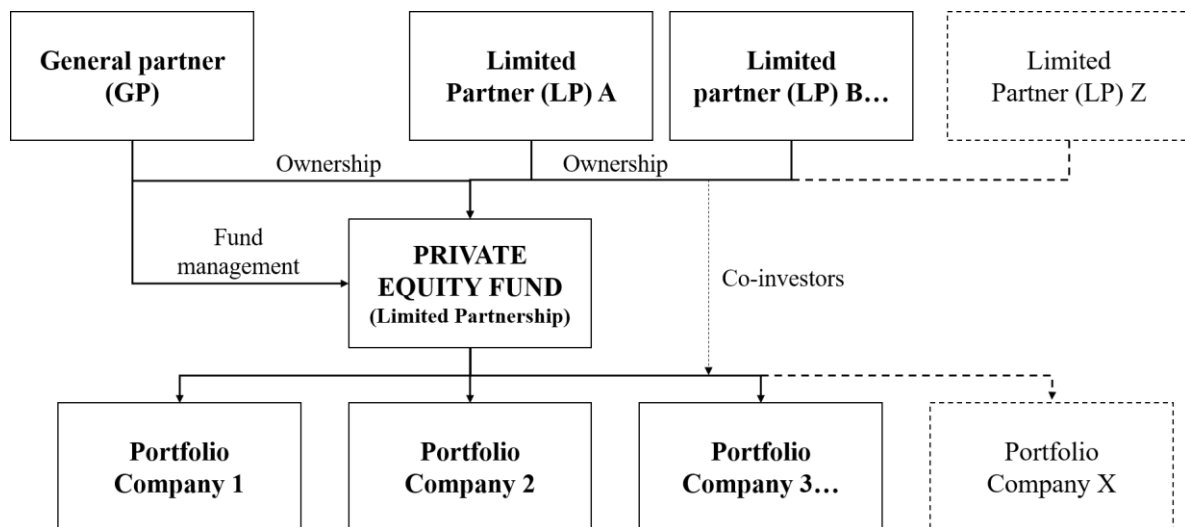 General partner
(GP)
Limited
Partner (LP) A
Limited
partner (LP) B...
Limited
Partner (LP) Z
Ownership
Ownership
Fund
management
PRIVATE
EQUITY FUND
(Limited Partnership)
Co-investors
Portfolio
Company 1
Portfolio
Company 2
Portfolio
Company 3...
Portfolio
Company X